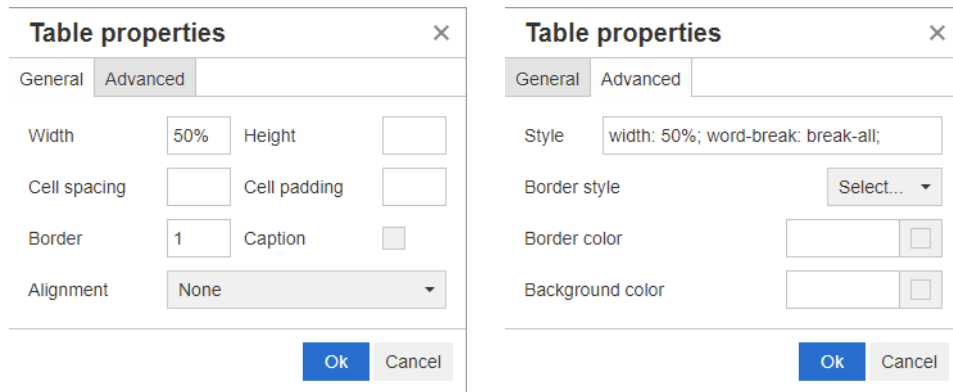 Table properties ×
General Advanced
Width 50% Height
Cell spacing Cell padding
Border 1 Caption
Alignment None
Ok Cancel
Table properties ×
General Advanced
Style width: 50%; word-break: break-all;
Border style Select...
Border color
Background color
Ok Cancel